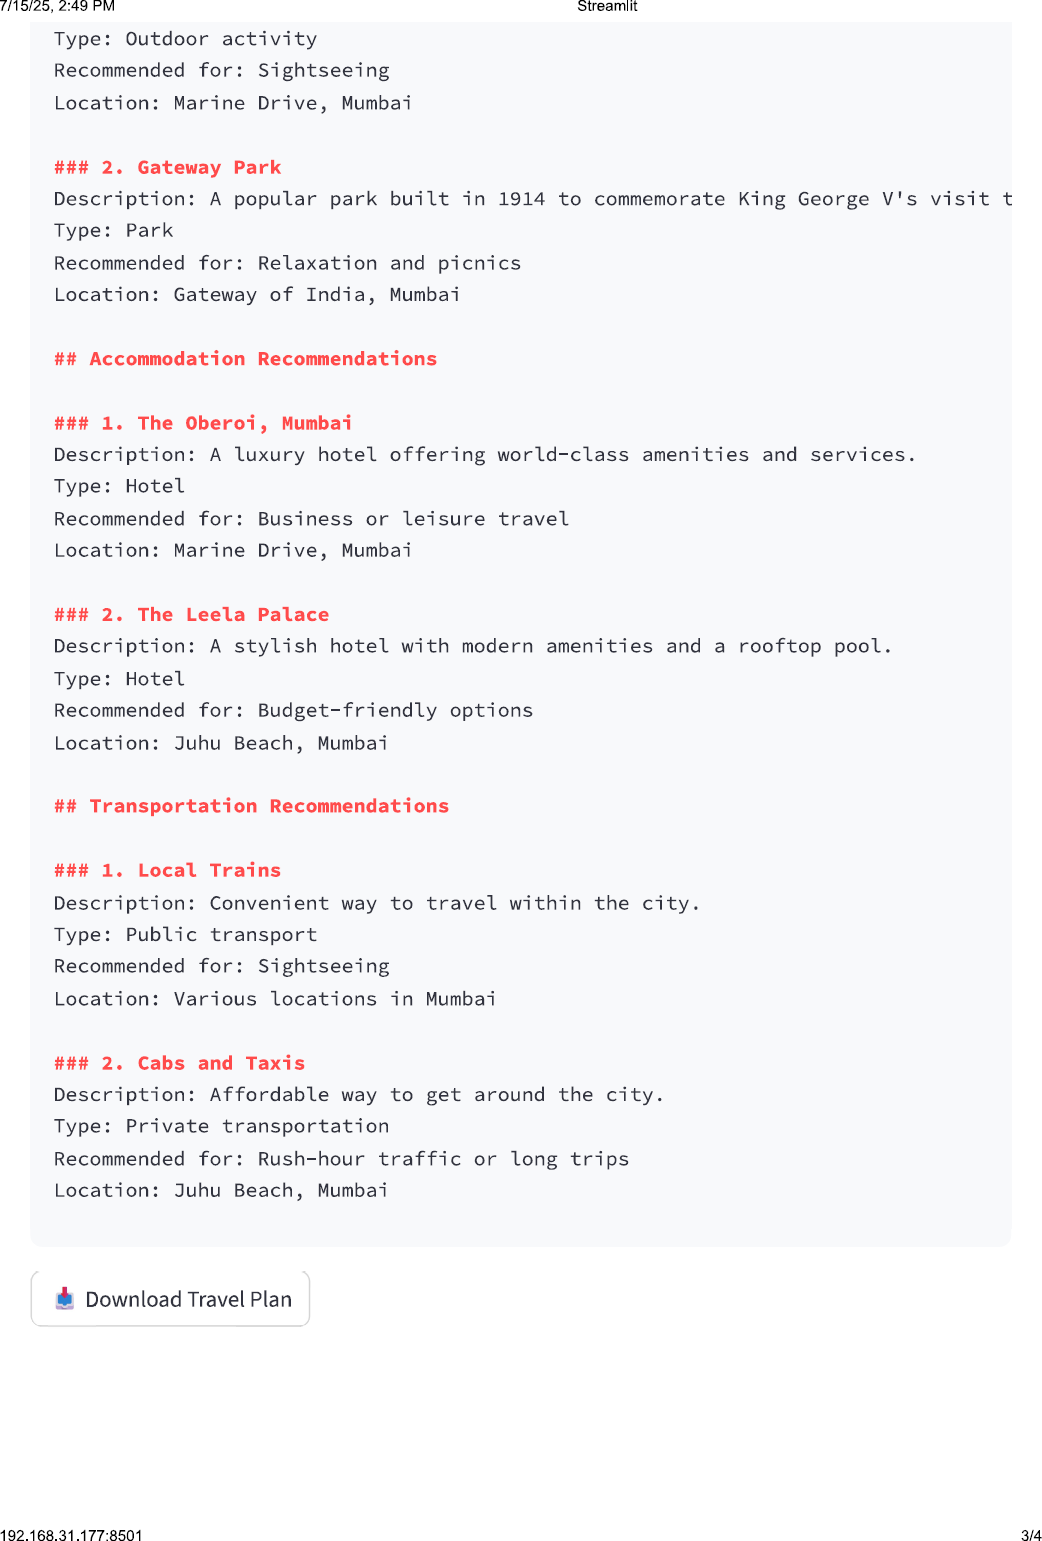 7/15/25, 2:49 PM
Streamlit
Type: Outdoor activity
Recommended for: Sightseeing
Location: Marine Drive, Mumbai
### 2. Gateway Park
Description: A popular park built in 1914 to commemorate King George V's visit t
Type: Park
Recommended for: Relaxation and picnics
Location: Gateway of India, Mumbai
## Accommodation Recommendations
### 1. The Oberoi, Mumbai
Description: A luxury hotel offering world-class amenities and services.
Type: Hotel
Recommended for: Business or leisure travel
Location: Marine Drive, Mumbai
### 2. The Leela Palace
Description: A stylish hotel with modern amenities and a rooftop pool.
Type: Hotel
Recommended for: Budget-friendly options
Location: Juhu Beach, Mumbai
## Transportation Recommendations
### 1. Local Trains
Description: Convenient way to travel within the city.
Type: Public transport
Recommended for: Sightseeing
Location: Various locations in Mumbai
### 2. Cabs and Taxis
Description: Affordable way to get around the city.
Type: Private transportation
Recommended for: Rush-hour traffic or long trips
Location: Juhu Beach, Mumbai
Download Travel Plan
192.168.31.177:8501
3/4